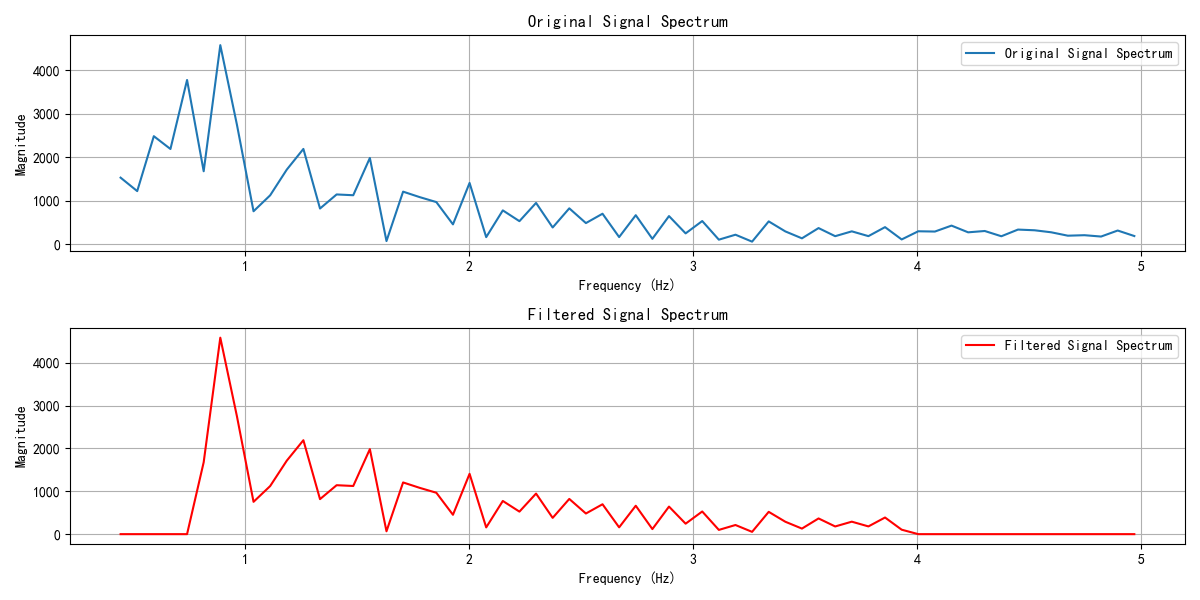 Original Signal Spectrum
Original Signal Spectrum
4000
3000
2000
1000
0
Magnitude
1 2 3 4 5
Frequency (Hz)
Filtered Signal Spectrum
Filtered Signal Spectrum
4000
3000
2000
1000
0
Magnitude
1 2 3 4 5
Frequency (Hz)